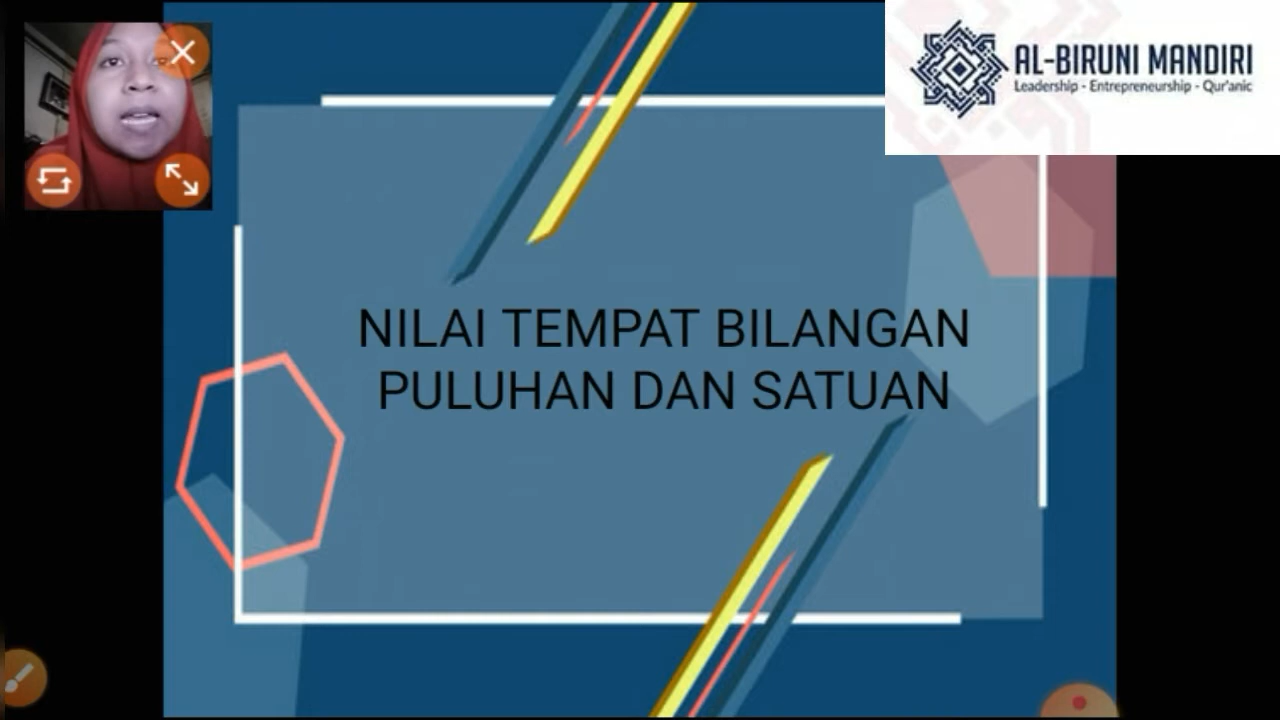 AL-BIRUNI MANDIRI
Leadership - Entrepreneurship - Qur'anic
NILAI TEMPAT BILANGAN
PULUHAN DAN SATUAN